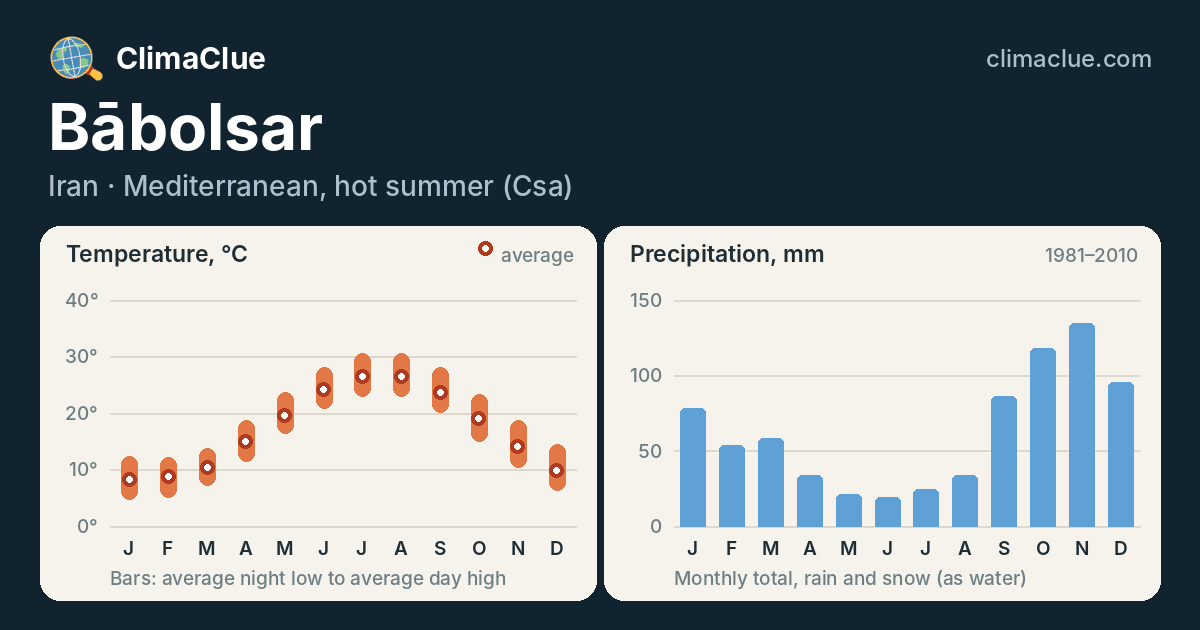 ClimaClue
climaclue.com
Bābolsar
Iran · Mediterranean, hot summer (Csa)
Temperature, °C
average
40°
30°
20°
10°
0°
J F M A M J J A S O N D
Bars: average night low to average day high
Precipitation, mm
1981–2010
150
100
50
0
J F M A M J J A S O N D
Monthly total, rain and snow (as water)